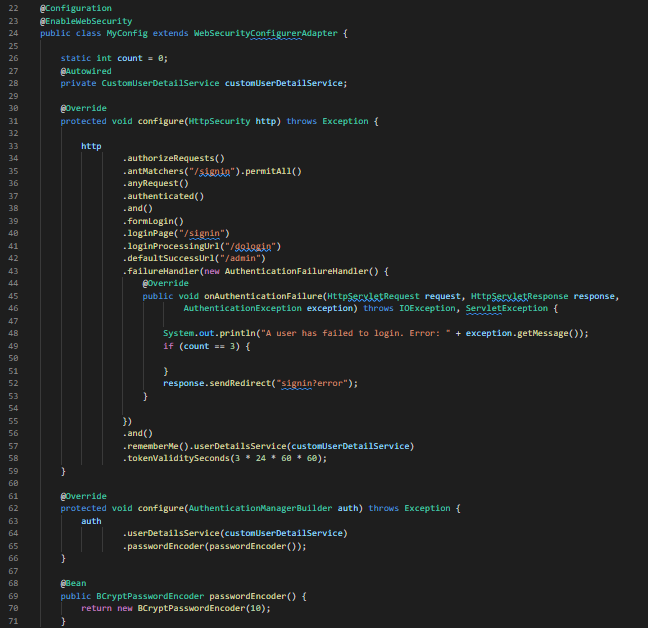 22 @Configuration
23 @EnableWebSecurity
24 public class MyConfig extends WebSecurityConfigurerAdapter {
25
26     static int count = 0;
27     @Autowired
28     private CustomUserDetailService customUserDetailService;
29
30     @Override
31     protected void configure(HttpSecurity http) throws Exception {
32
33         http
34                 .authorizeRequests()
35                 .antMatchers("/signin").permitAll()
36                 .anyRequest()
37                 .authenticated()
38                 .and()
39                 .formLogin()
40                 .loginPage("/signin")
41                 .loginProcessingUrl("/dologin")
42                 .defaultSuccessUrl("/admin")
43                 .failureHandler(new AuthenticationFailureHandler() {
44                     @Override
45                     public void onAuthenticationFailure(HttpServletRequest request, HttpServletResponse response,
46                             AuthenticationException exception) throws IOException, ServletException {
47
48                         System.out.println("A user has failed to login. Error: " + exception.getMessage());
49                         if (count == 3) {
50
51                         }
52                         response.sendRedirect("signin?error");
53                     }
54
55                 })
56                 .and()
57                 .rememberMe().userDetailsService(customUserDetailService)
58                 .tokenValiditySeconds(3 * 24 * 60 * 60);
59     }
60
61     @Override
62     protected void configure(AuthenticationManagerBuilder auth) throws Exception {
63         auth
64                 .userDetailsService(customUserDetailService)
65                 .passwordEncoder(passwordEncoder());
66     }
67
68     @Bean
69     public BCryptPasswordEncoder passwordEncoder() {
70         return new BCryptPasswordEncoder(10);
71     }